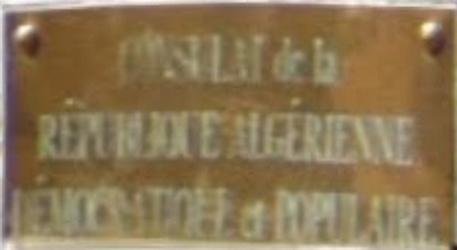 CONSULAT de la
RÉPUBLIQUE ALGÉRIENNE
DÉMOCRATIQUE et POPULAIRE